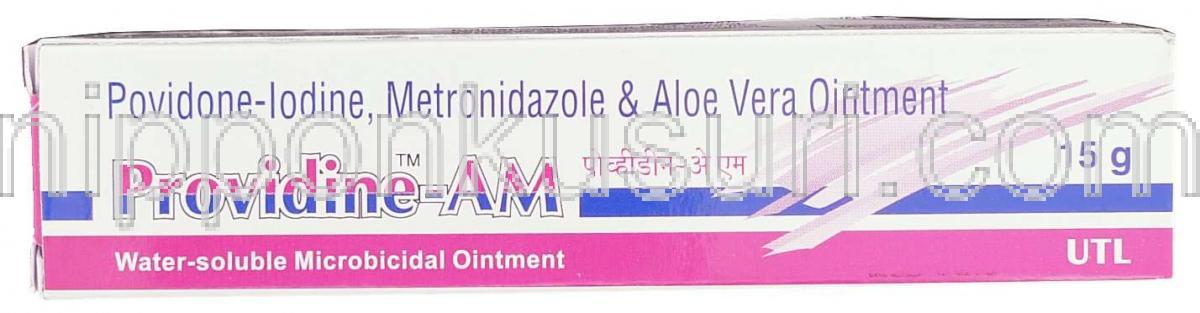 Povidone-Iodine, Metronidazole & Aloe Vera Ointment
Providine-AM™ पोव्हीडीन-ए एम 15 g
nipponkusuri.com
Water-soluble Microbicidal Ointment UTL